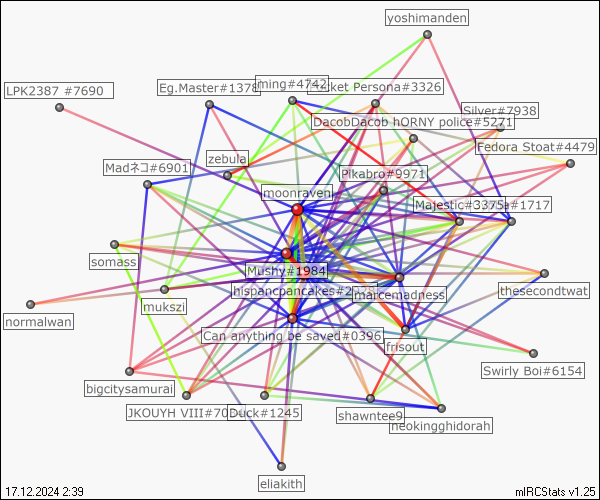 yoshimanden
LPK2387 #7690
Eg.Master#1378
ming#4742
ket Persona#3326
Silver#7938
DacobDacob hORNY police#5271
Fedora Stoat#4479
zebula
Madネコ#6901
Pikabro#9971
moonraven
Majestic#3375
#1717
somass
Mushy#1984
hispancpancakes#2
marcemadness
thesecondtwat
mukszi
normalwan
Can anything be saved#0396
frisout
Swirly Boi#6154
bigcitysamurai
JKOUYH VIII#70
Duck#1245
shawntee9
neokingghidorah
eliakith
17.12.2024 2:39
mIRCStats v1.25